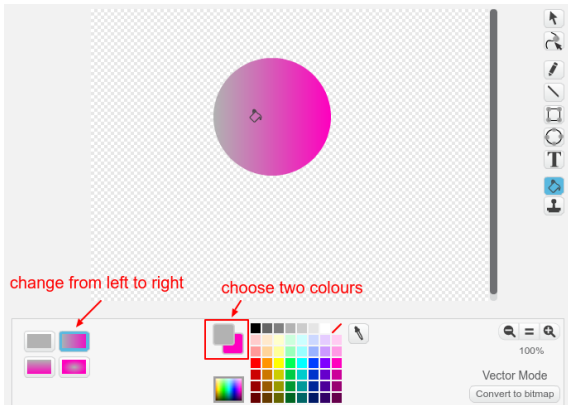 T
change from left to right
choose two colours
100%
Vector Mode
Convert to bitmap